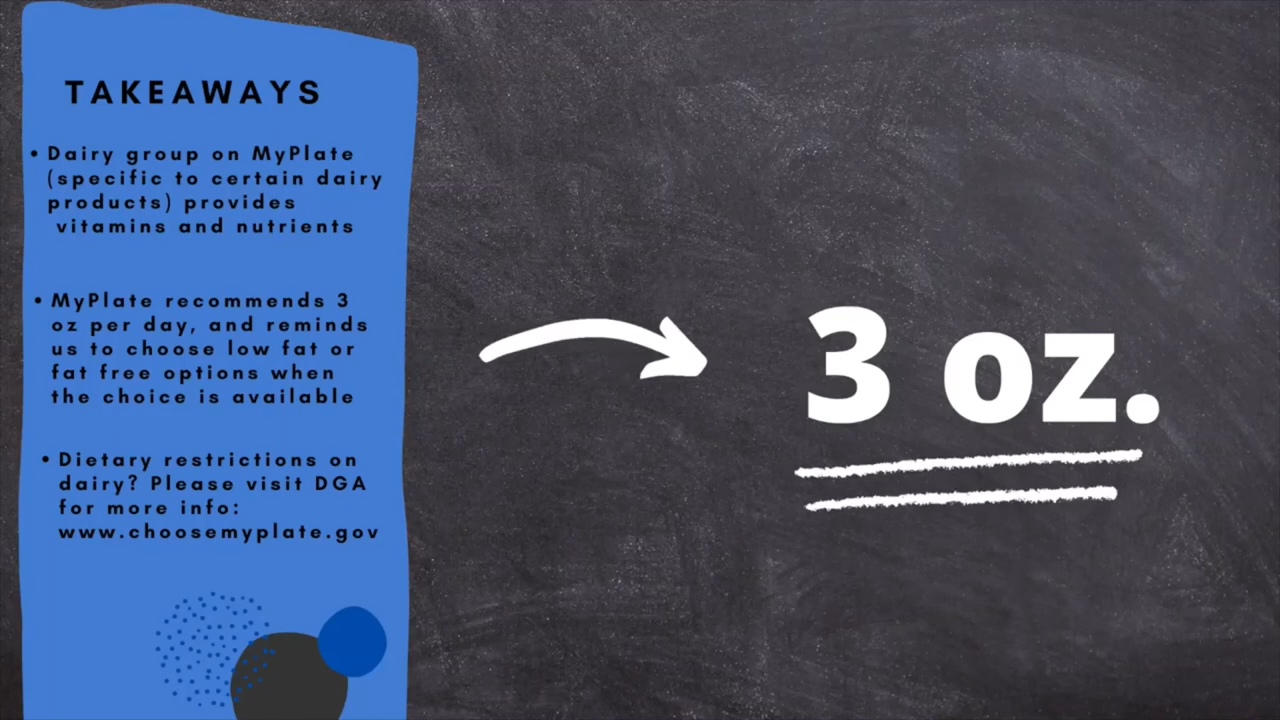 TAKEAWAYS
• Dairy group on MyPlate
(specific to certain dairy
products) provides
vitamins and nutrients
• MyPlate recommends 3
oz per day, and reminds
us to choose low fat or
fat free options when
the choice is available
• Dietary restrictions on
dairy? Please visit DGA
for more info:
www.choosemyplate.gov
3 oz.